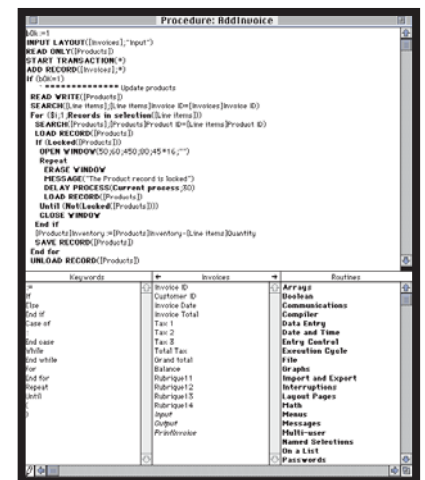 Procedure: AddInvoice
bOk:=1
INPUT LAYOUT([Invoices];"Input")
READ ONLY([Products])
START TRANSACTION(*)
ADD RECORD([Invoices];*)
If (bOK=1)
` ************** Update products
READ WRITE([Products])
SEARCH([Line Items];[Line Items]Invoice ID=[Invoices]Invoice ID)
For ($i;1;Records in selection([Line Items]))
SEARCH([Products];[Products]Product ID=[Line Items]Product ID)
LOAD RECORD([Products])
If (Locked([Products]))
OPEN WINDOW(50;60;450;80;45*16;"")
Repeat
ERASE WINDOW
MESSAGE("The Product record is locked")
DELAY PROCESS(Current process;30)
LOAD RECORD([Products])
Until (Not(Locked([Products])))
CLOSE WINDOW
End if
[Products]Inventory:=[Products]Inventory-[Line Items]Quantity
SAVE RECORD([Products])
End for
UNLOAD RECORD([Products])
Keywords
:=
If
Else
End if
Case of
:
End case
While
End while
For
End for
Repeat
Until
(
)
Invoices
Invoice ID
Customer ID
Invoice Date
Invoice Total
Tax 1
Tax 2
Tax 3
Total Tax
Grand total
Balance
Rubrique11
Rubrique12
Rubrique13
Rubrique14
Input
Output
PrintInvoice
Routines
Arrays
Boolean
Communications
Compiler
Data Entry
Date and Time
Entry Control
Execution Cycle
File
Graphs
Import and Export
Interruptions
Layout Pages
Math
Menus
Messages
Multi-user
Named Selections
On a List
Passwords